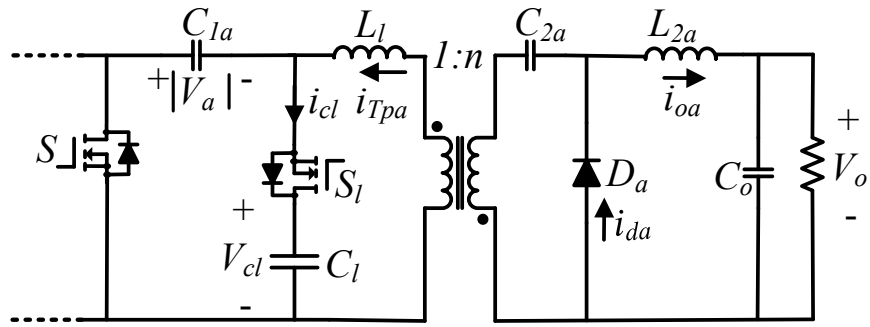 C1a
Ll
C2a
L2a
1:n
+ |Va| -
icl
iTpa
ioa
S
Sl
Da
Co
+
Vo
-
+
Vcl
-
Cl
ida